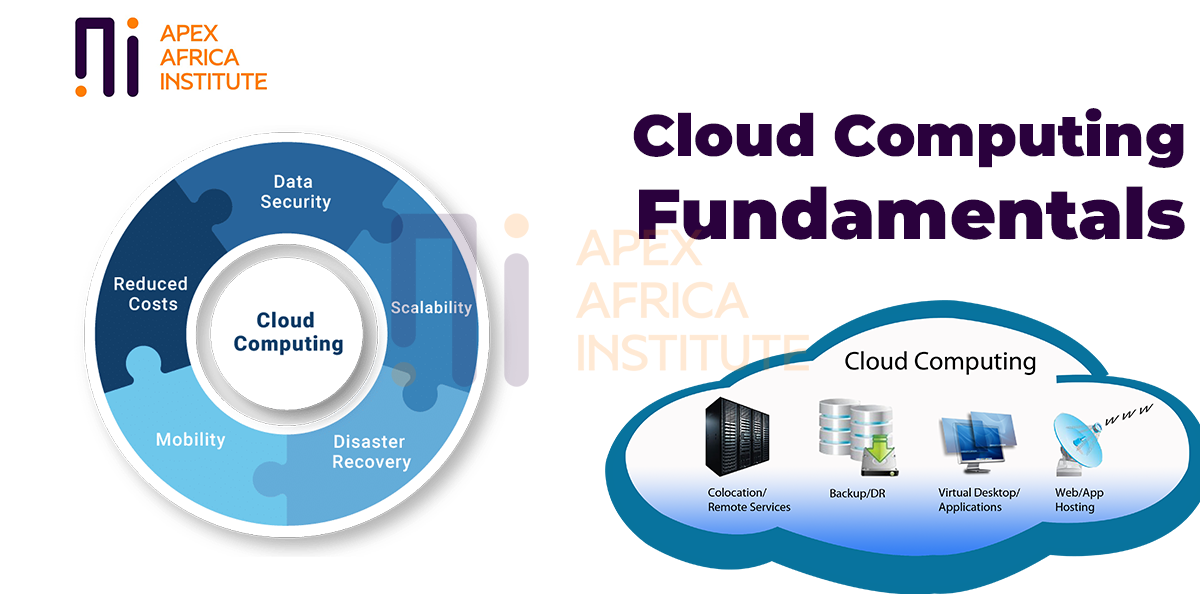 APEX
AFRICA
INSTITUTE
Cloud Computing
Fundamentals
Data
Security
Reduced
Costs
Scalability
Cloud
Computing
Mobility
Disaster
Recovery
APEX
AFRICA
INSTITUTE
Cloud Computing
www
Colocation/
Remote Services
Backup/DR
Virtual Desktop/
Applications
Web/App
Hosting